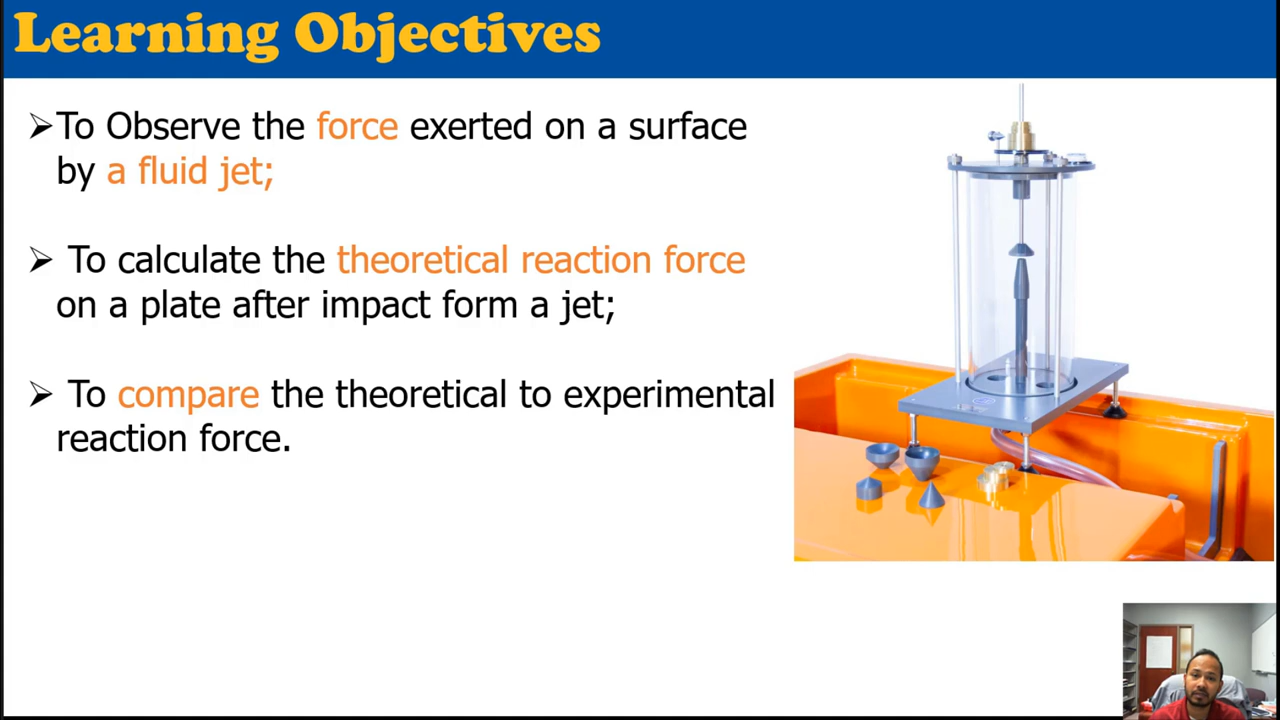 Learning Objectives
➢To Observe the force exerted on a surface
by a fluid jet;
➢ To calculate the theoretical reaction force
on a plate after impact form a jet;
➢ To compare the theoretical to experimental
reaction force.